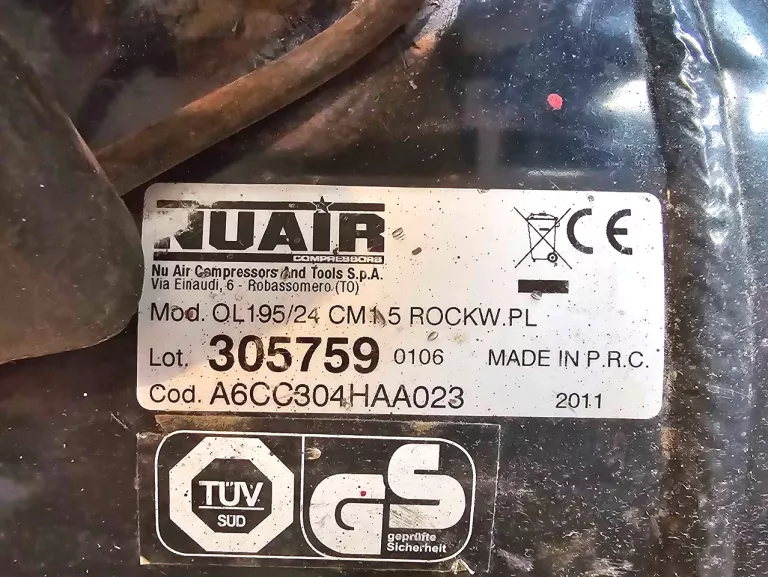 NUAIR
COMPRESSORS
CE
Nu Air Compressors And Tools S.p.A.
Via Einaudi, 6 - Robassomero (TO)
Mod. OL195/24 CM1.5 ROCKW.PL
Lot. 305759 0106 MADE IN P.R.C.
Cod. A6CC304HAA023 2011
TÜV
SÜD
GS
geprüfte
Sicherheit